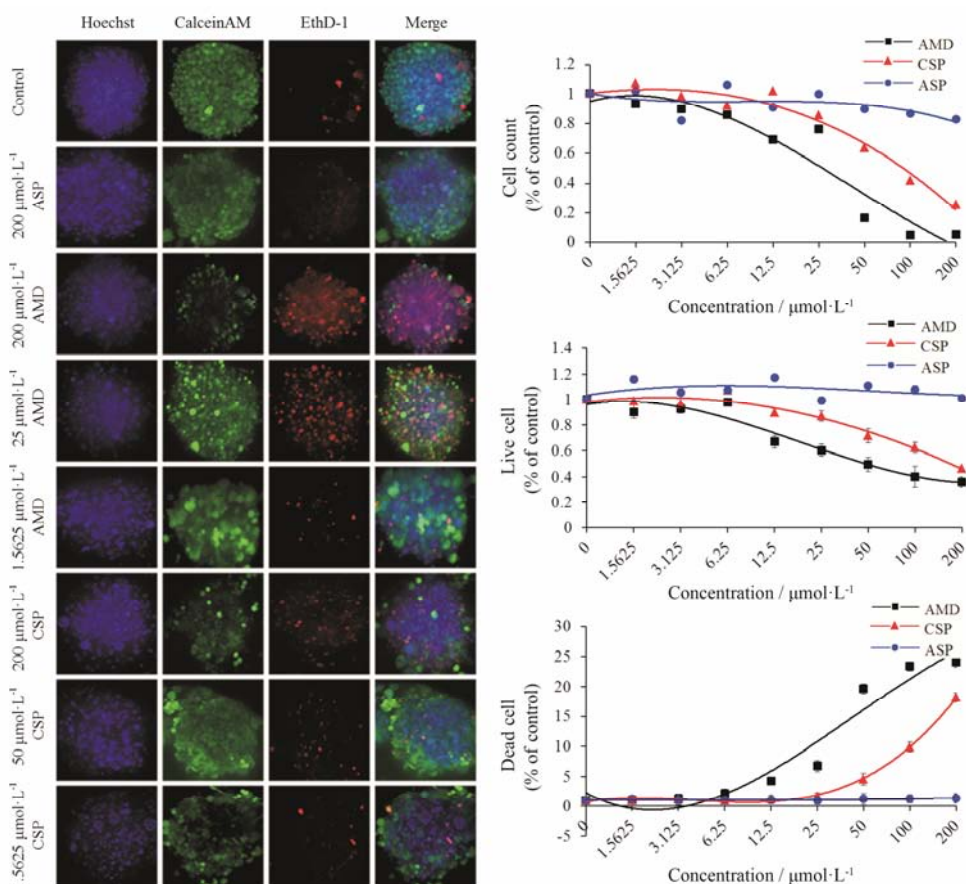 Hoechst CalceinAM EthD-1 Merge
Control
200 μmol·L-1
ASP
200 μmol·L-1
AMD
25 μmol·L-1
AMD
1.5625 μmol·L-1
AMD
200 μmol·L-1
CSP
50 μmol·L-1
CSP
.5625 μmol·L-1
CSP
AMD
CSP
ASP
Cell count
(% of control)
1.2
1
0.8
0.6
0.4
0.2
0
0 1.5625 3.125 6.25 12.5 25 50 100 200
Concentration / μmol·L-1
AMD
CSP
ASP
Live cell
(% of control)
1.4
1.2
1
0.8
0.6
0.4
0.2
0
0 1.5625 3.125 6.25 12.5 25 50 100 200
Concentration / μmol·L-1
AMD
CSP
ASP
Dead cell
(% of control)
30
25
20
15
10
5
0
-5
0 1.5625 3.125 6.25 12.5 25 50 100 200
Concentration / μmol·L-1